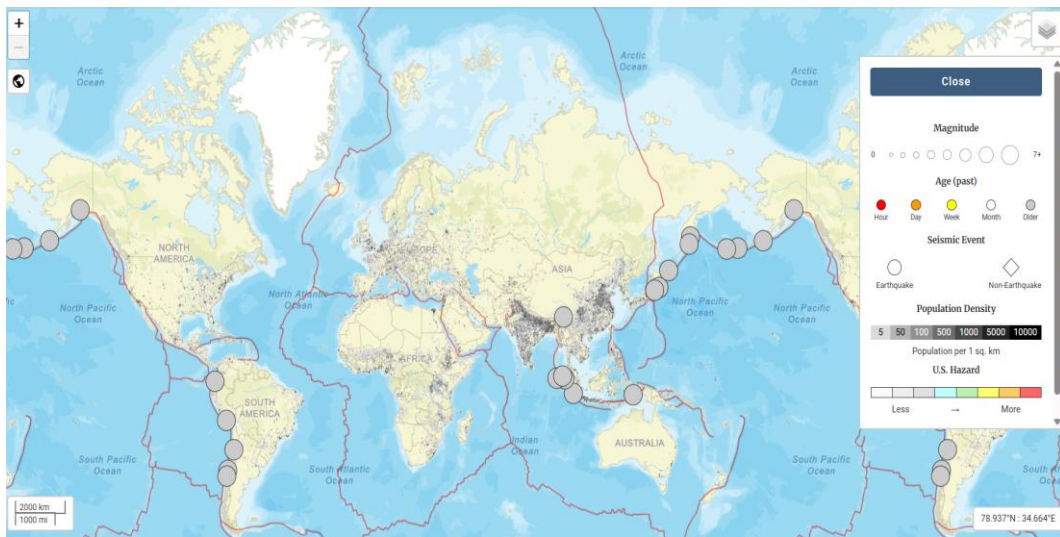 +
−
Arctic
Ocean
Arctic
Ocean
Arctic
Ocean
Close
Magnitude
0
7+
Age (past)
Hour
Day
Week
Month
Older
Seismic Event
Earthquake
Non-Earthquake
Population Density
5 50 100 500 1000 5000 10000
Population per 1 sq. km
U.S. Hazard
Less
→
More
NORTH
AMERICA
EUROPE
ASIA
NORTH
AMERICA
North Pacific
Ocean
North Atlantic
Ocean
North Pacific
Ocean
AFRICA
SOUTH
AMERICA
Indian
Ocean
AUSTRALIA
South Pacific
Ocean
South Atlantic
Ocean
South Pacific
Ocean
SOUTH
AMERICA
2000 km
1000 mi
78.937°N : 34.664°E